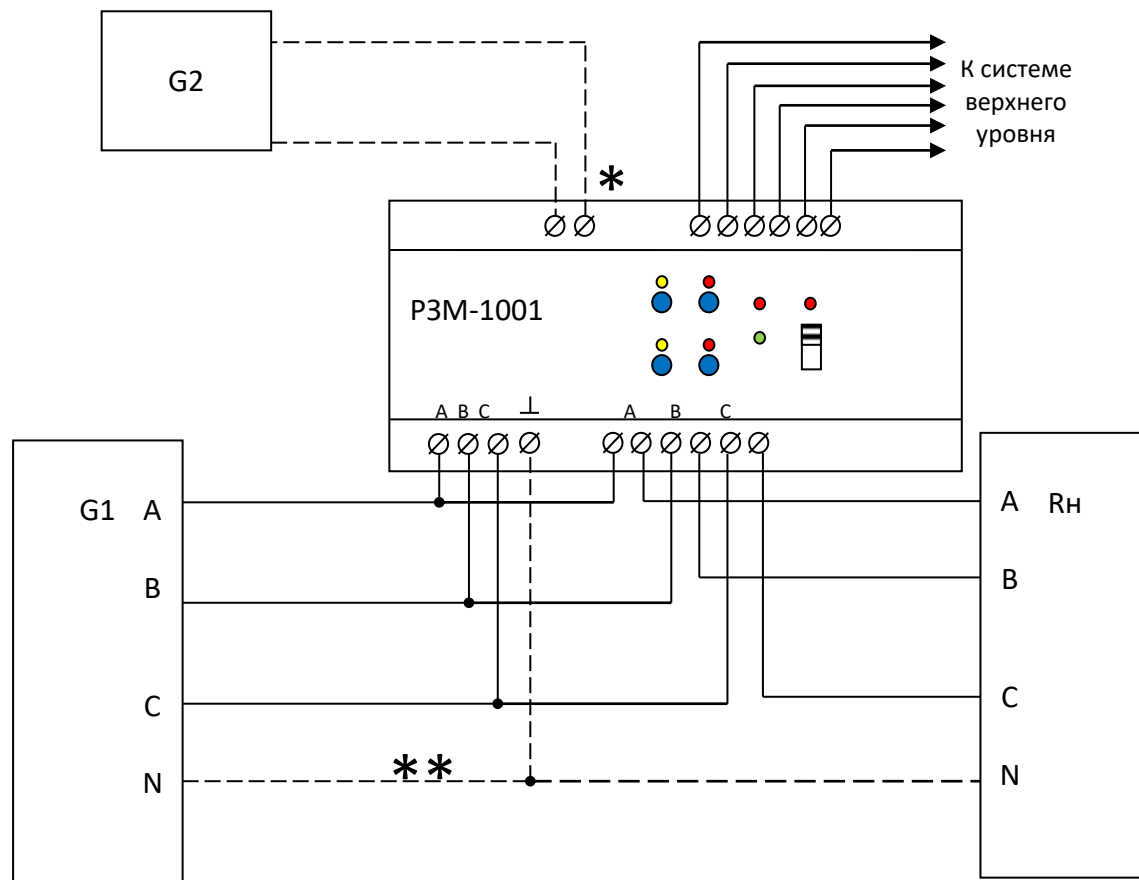 G2
К системе
верхнего
уровня
*
РЗМ-1001
A B C ⊥ A B C
G1 A
B
C
N
**
A Rн
B
C
N